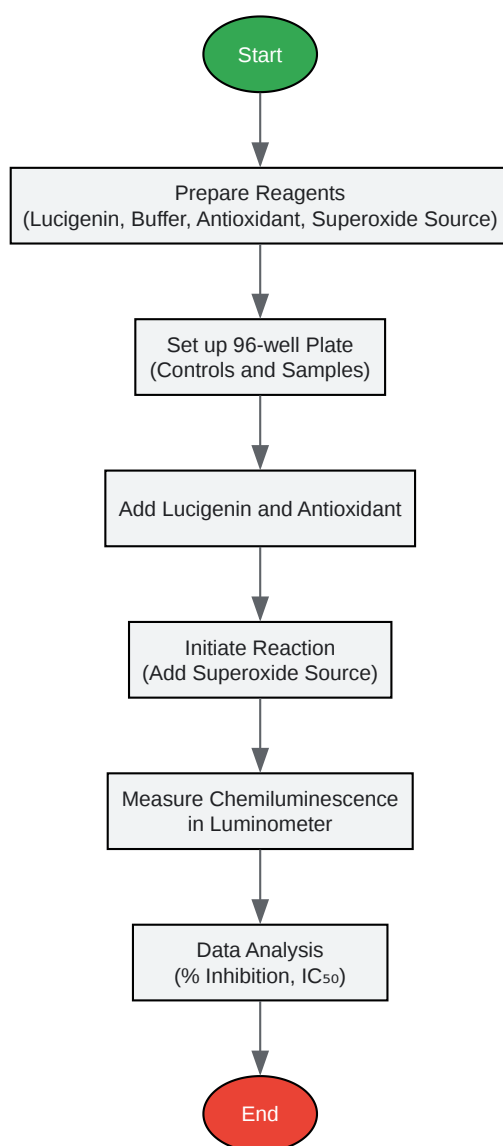 Start
Prepare Reagents
(Lucigenin, Buffer, Antioxidant, Superoxide Source)
Set up 96-well Plate
(Controls and Samples)
Add Lucigenin and Antioxidant
Initiate Reaction
(Add Superoxide Source)
Measure Chemiluminescence
in Luminometer
Data Analysis
(% Inhibition, IC₅₀)
End